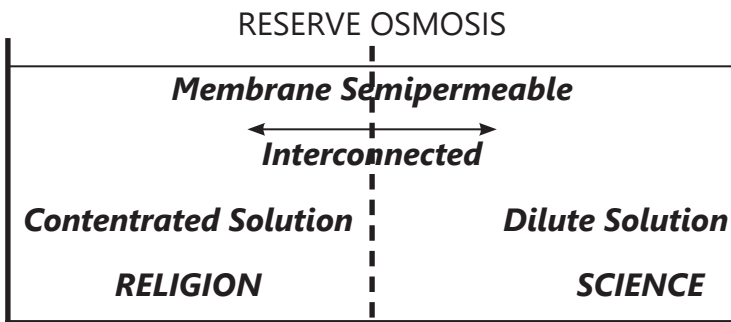 RESERVE OSMOSIS
Membrane Semipermeable
Interconnected
Contentrated Solution Dilute Solution
RELIGION SCIENCE